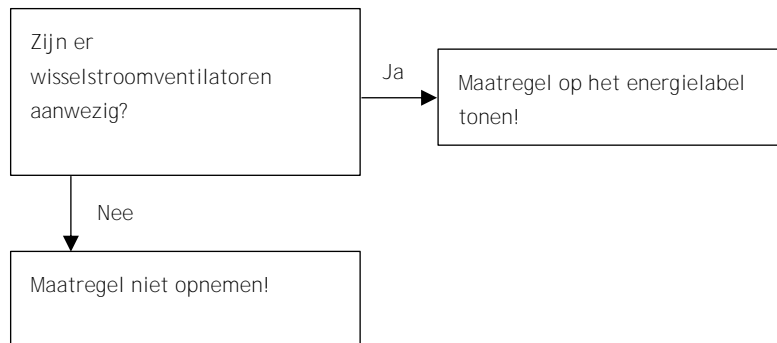 Zijn er
wisselstroomventilatoren
aanwezig?
Ja
Maatregel op het energielabel
tonen!
Nee
Maatregel niet opnemen!